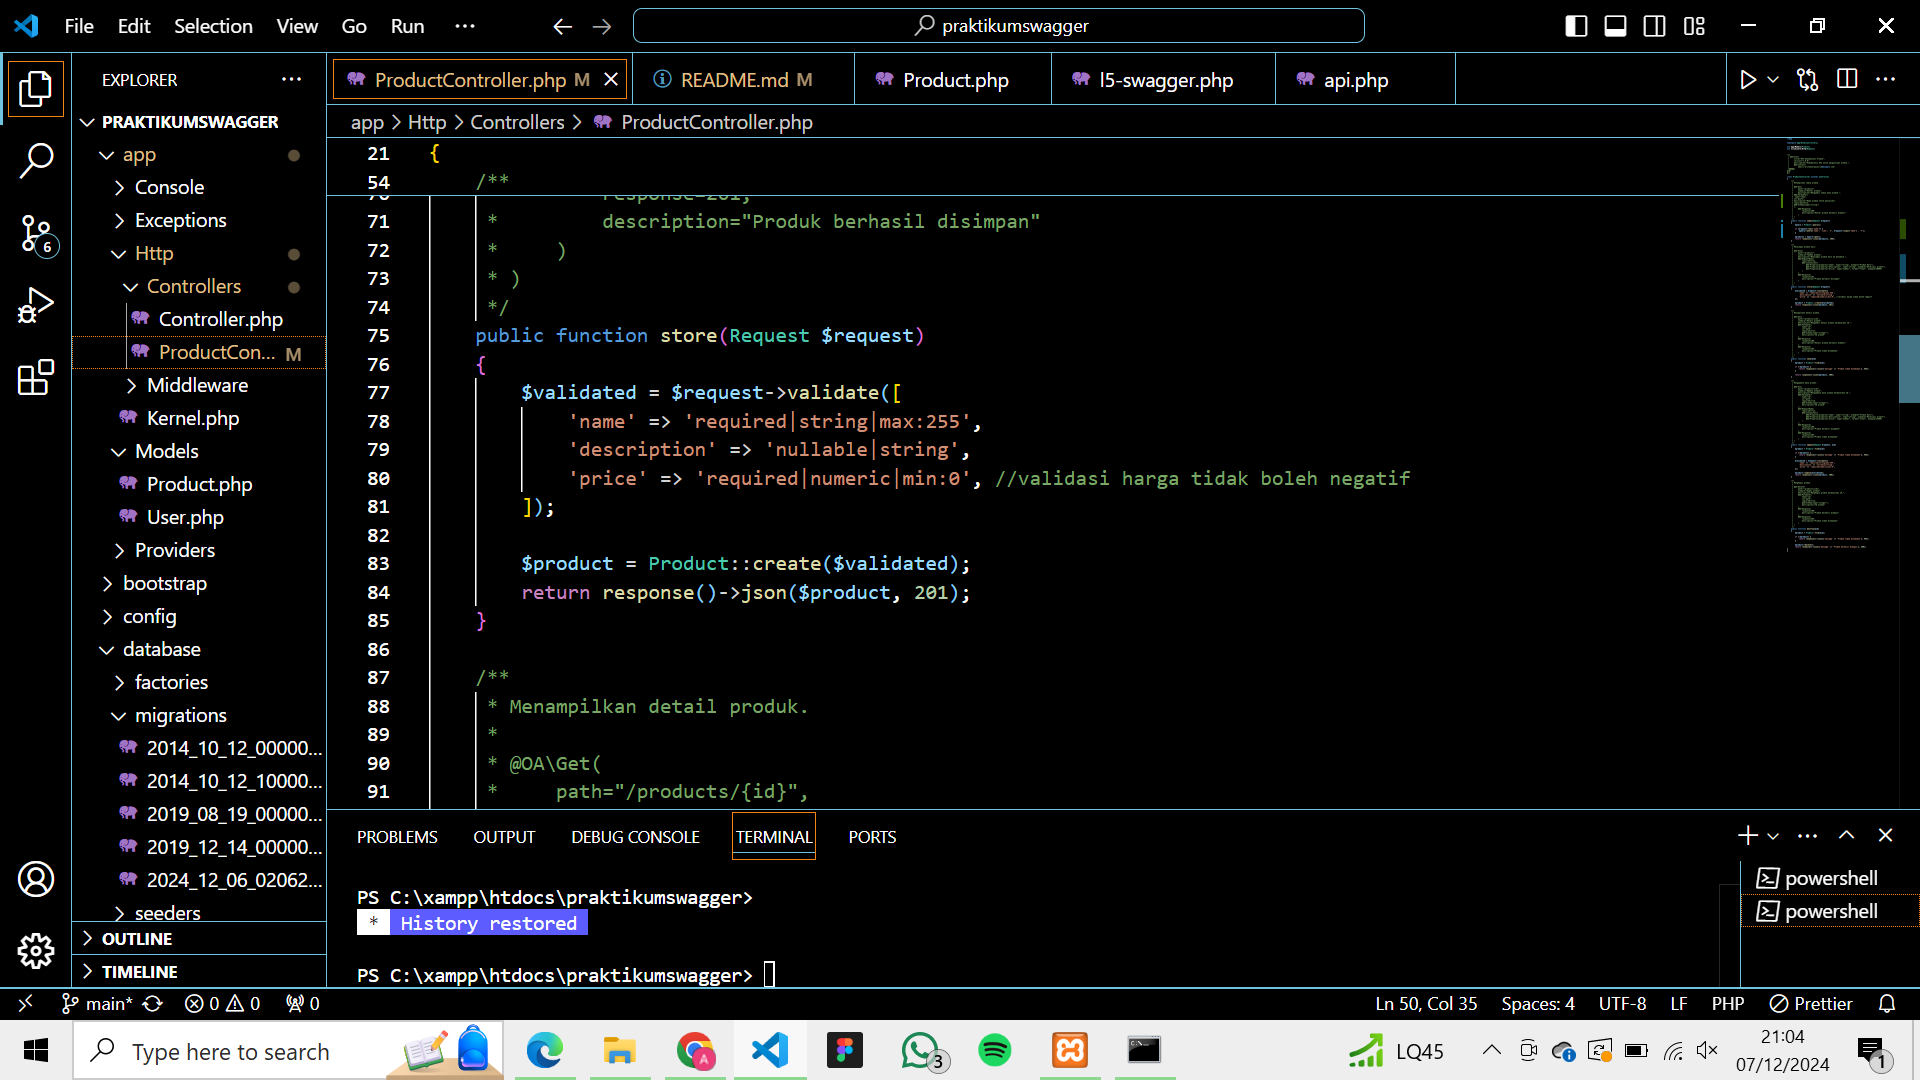 File Edit Selection View Go Run ··· praktikumswagger
EXPLORER
ProductController.php M
README.md M
Product.php
l5-swagger.php
api.php
app > Http > Controllers > ProductController.php
PRAKTIKUMSWAGGER
app
Console
Exceptions
Http
Controllers
Controller.php
ProductCon... M
Middleware
Kernel.php
Models
Product.php
User.php
Providers
bootstrap
config
database
factories
migrations
2014_10_12_00000...
2014_10_12_10000...
2019_08_19_00000...
2019_12_14_00000...
2024_12_06_02062...
seeders
OUTLINE
TIMELINE
6
21 {
54 /**
70 response=201,
71 * description="Produk berhasil disimpan"
72 * )
73 * )
74 */
75 public function store(Request $request)
76 {
77 $validated = $request->validate([
78 'name' => 'required|string|max:255',
79 'description' => 'nullable|string',
80 'price' => 'required|numeric|min:0', //validasi harga tidak boleh negatif
81 ]);
82
83 $product = Product::create($validated);
84 return response()->json($product, 201);
85 }
86
87 /**
88 * Menampilkan detail produk.
89 *
90 * @OA\Get(
91 * path="/products/{id}",
PROBLEMS OUTPUT DEBUG CONSOLE TERMINAL PORTS
PS C:\xampp\htdocs\praktikumswagger>
* History restored
PS C:\xampp\htdocs\praktikumswagger>
powershell
powershell
main* 0 0 0
Ln 50, Col 35 Spaces: 4 UTF-8 LF PHP Prettier
Type here to search
3
LQ45
21:04
07/12/2024
1